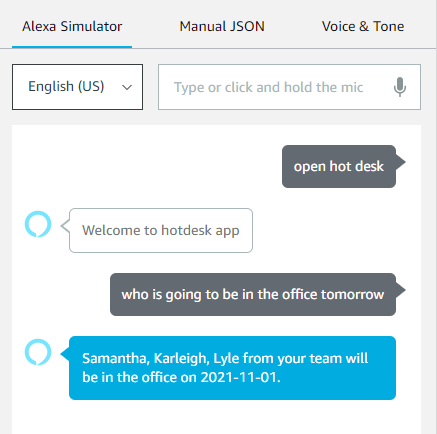 Alexa Simulator
Manual JSON
Voice & Tone
English (US)
Type or click and hold the mic
open hot desk
Welcome to hotdesk app
who is going to be in the office tomorrow
Samantha, Karleigh, Lyle from your team will
be in the office on 2021-11-01.